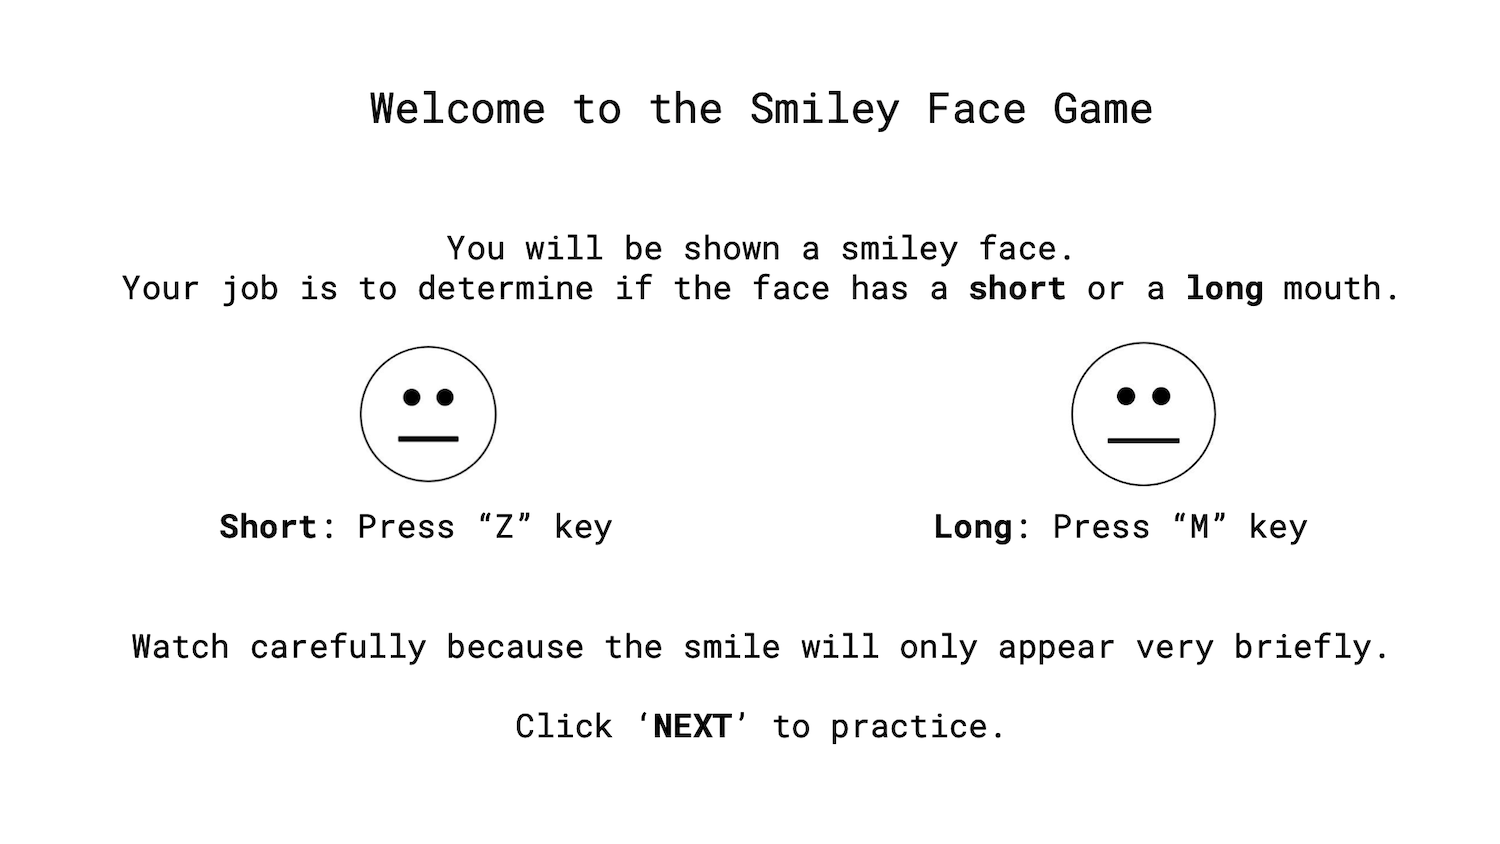 Welcome to the Smiley Face Game
You will be shown a smiley face.
Your job is to determine if the face has a short or a long mouth.
Short: Press “Z” key
Long: Press “M” key
Watch carefully because the smile will only appear very briefly.
Click ‘NEXT’ to practice.